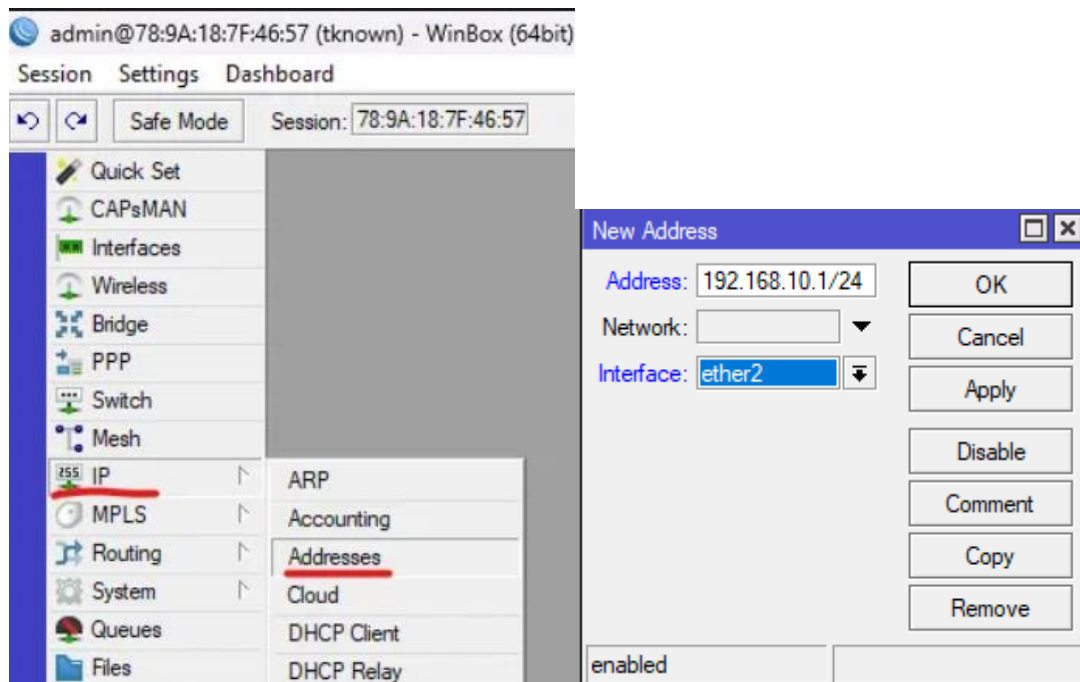 admin@78:9A:18:7F:46:57 (tknown) - WinBox (64bit)
Session Settings Dashboard
Safe Mode Session: 78:9A:18:7F:46:57
Quick Set
CAPsMAN
Interfaces
Wireless
Bridge
PPP
Switch
Mesh
255 IP
MPLS
Routing
System
Queues
Files
ARP
Accounting
Addresses
Cloud
DHCP Client
DHCP Relay
New Address
Address: 192.168.10.1/24
Network:
Interface: ether2
OK
Cancel
Apply
Disable
Comment
Copy
Remove
enabled